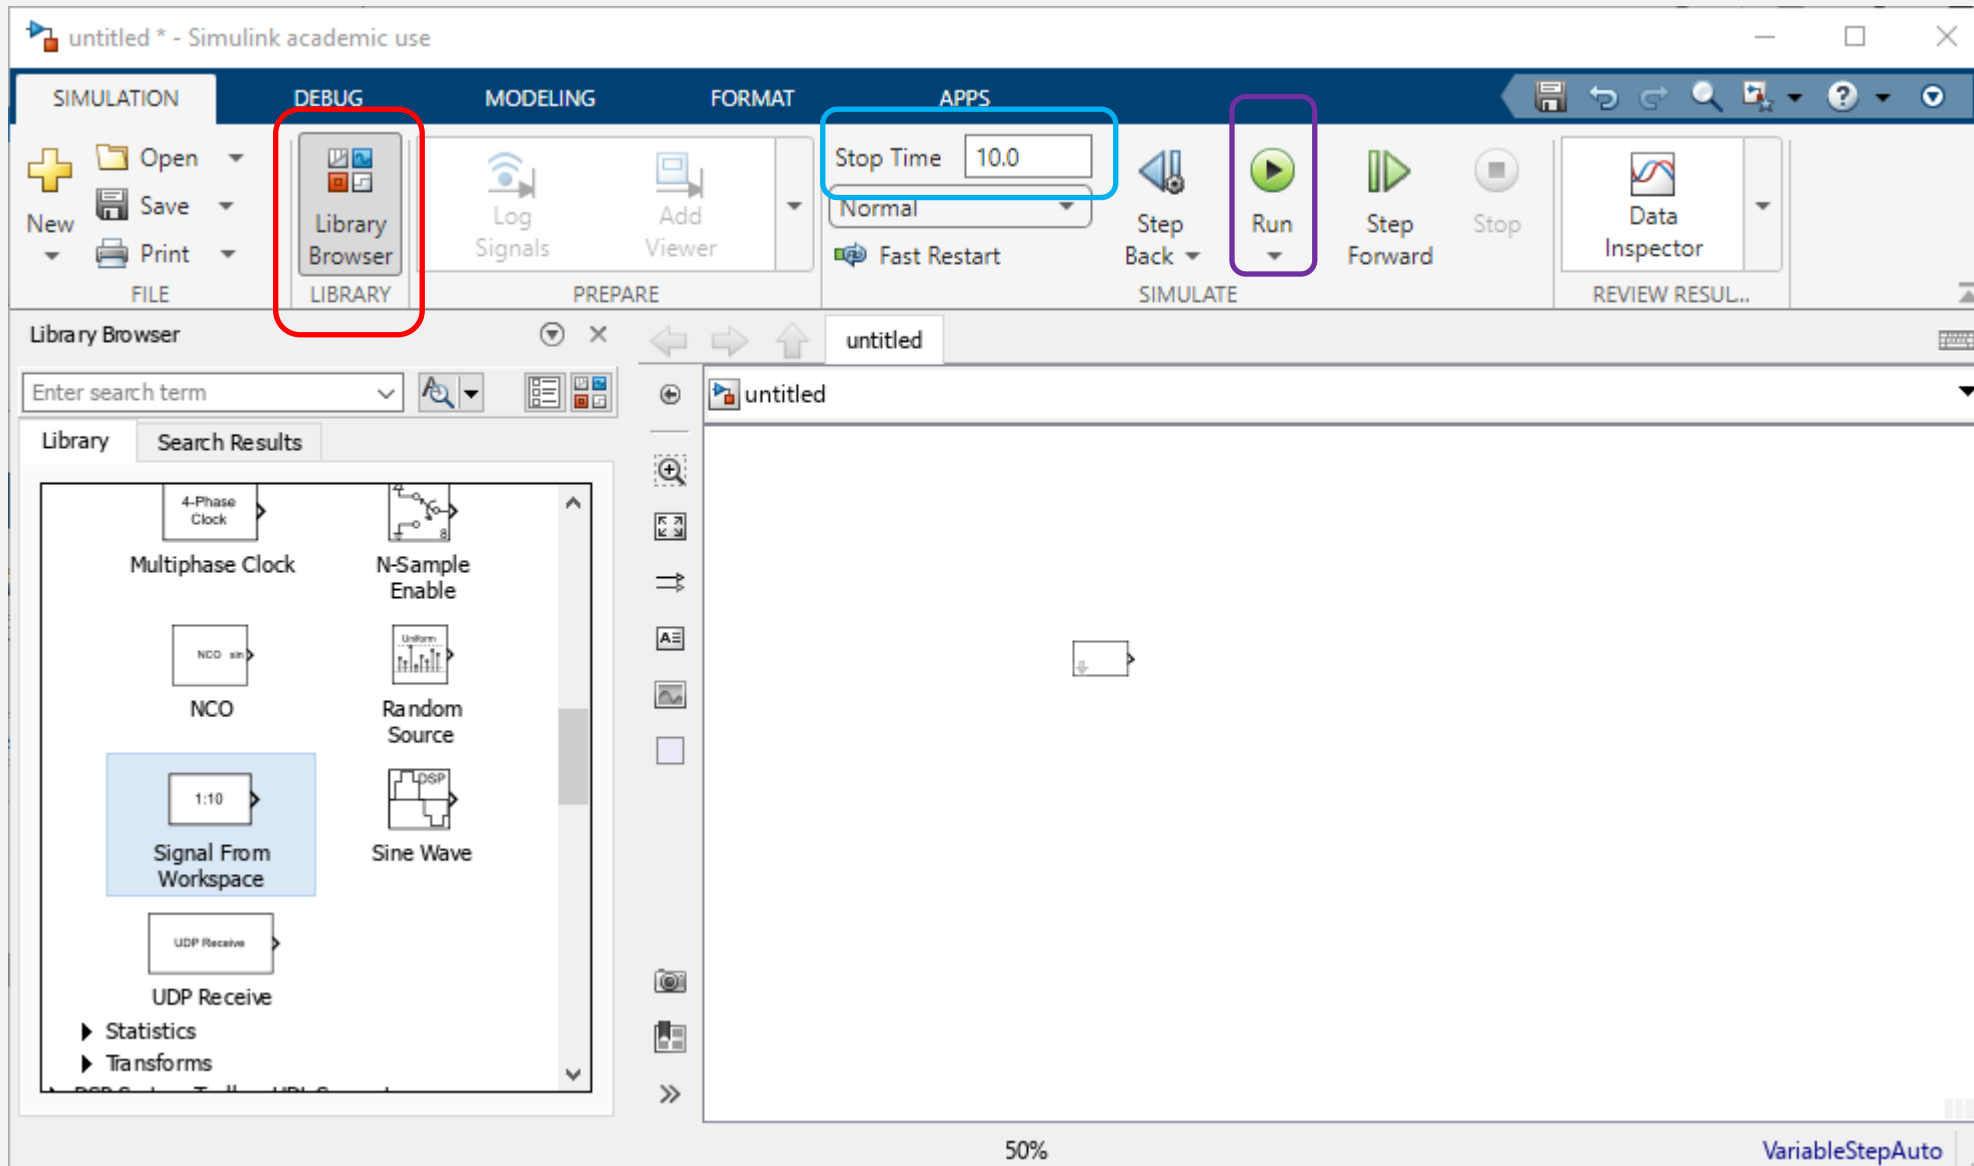 untitled * - Simulink academic use
SIMULATION
DEBUG
MODELING
FORMAT
APPS
New
Open
Save
Print
FILE
Library
Browser
LIBRARY
Log
Signals
Add
Viewer
PREPARE
Stop Time 10.0
Normal
Fast Restart
Step
Back
Run
Step
Forward
Stop
SIMULATE
Data
Inspector
REVIEW RESUL...
Library Browser
untitled
Enter search term
untitled
Library
Search Results
4-Phase
Clock
Multiphase Clock
N-Sample
Enable
NCO sin
NCO
Uniform
Random
Source
1:10
Signal From
Workspace
DSP
Sine Wave
UDP Receive
UDP Receive
Statistics
Transforms
50%
VariableStepAuto